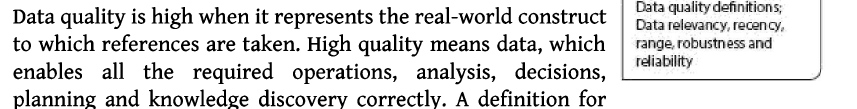 Data quality is high when it represents the real-world construct
to which references are taken. High quality means data, which
enables all the required operations, analysis, decisions,
planning and knowledge discovery correctly. A definition for
Data quality definitions;
Data relevancy, recency,
range, robustness and
reliability